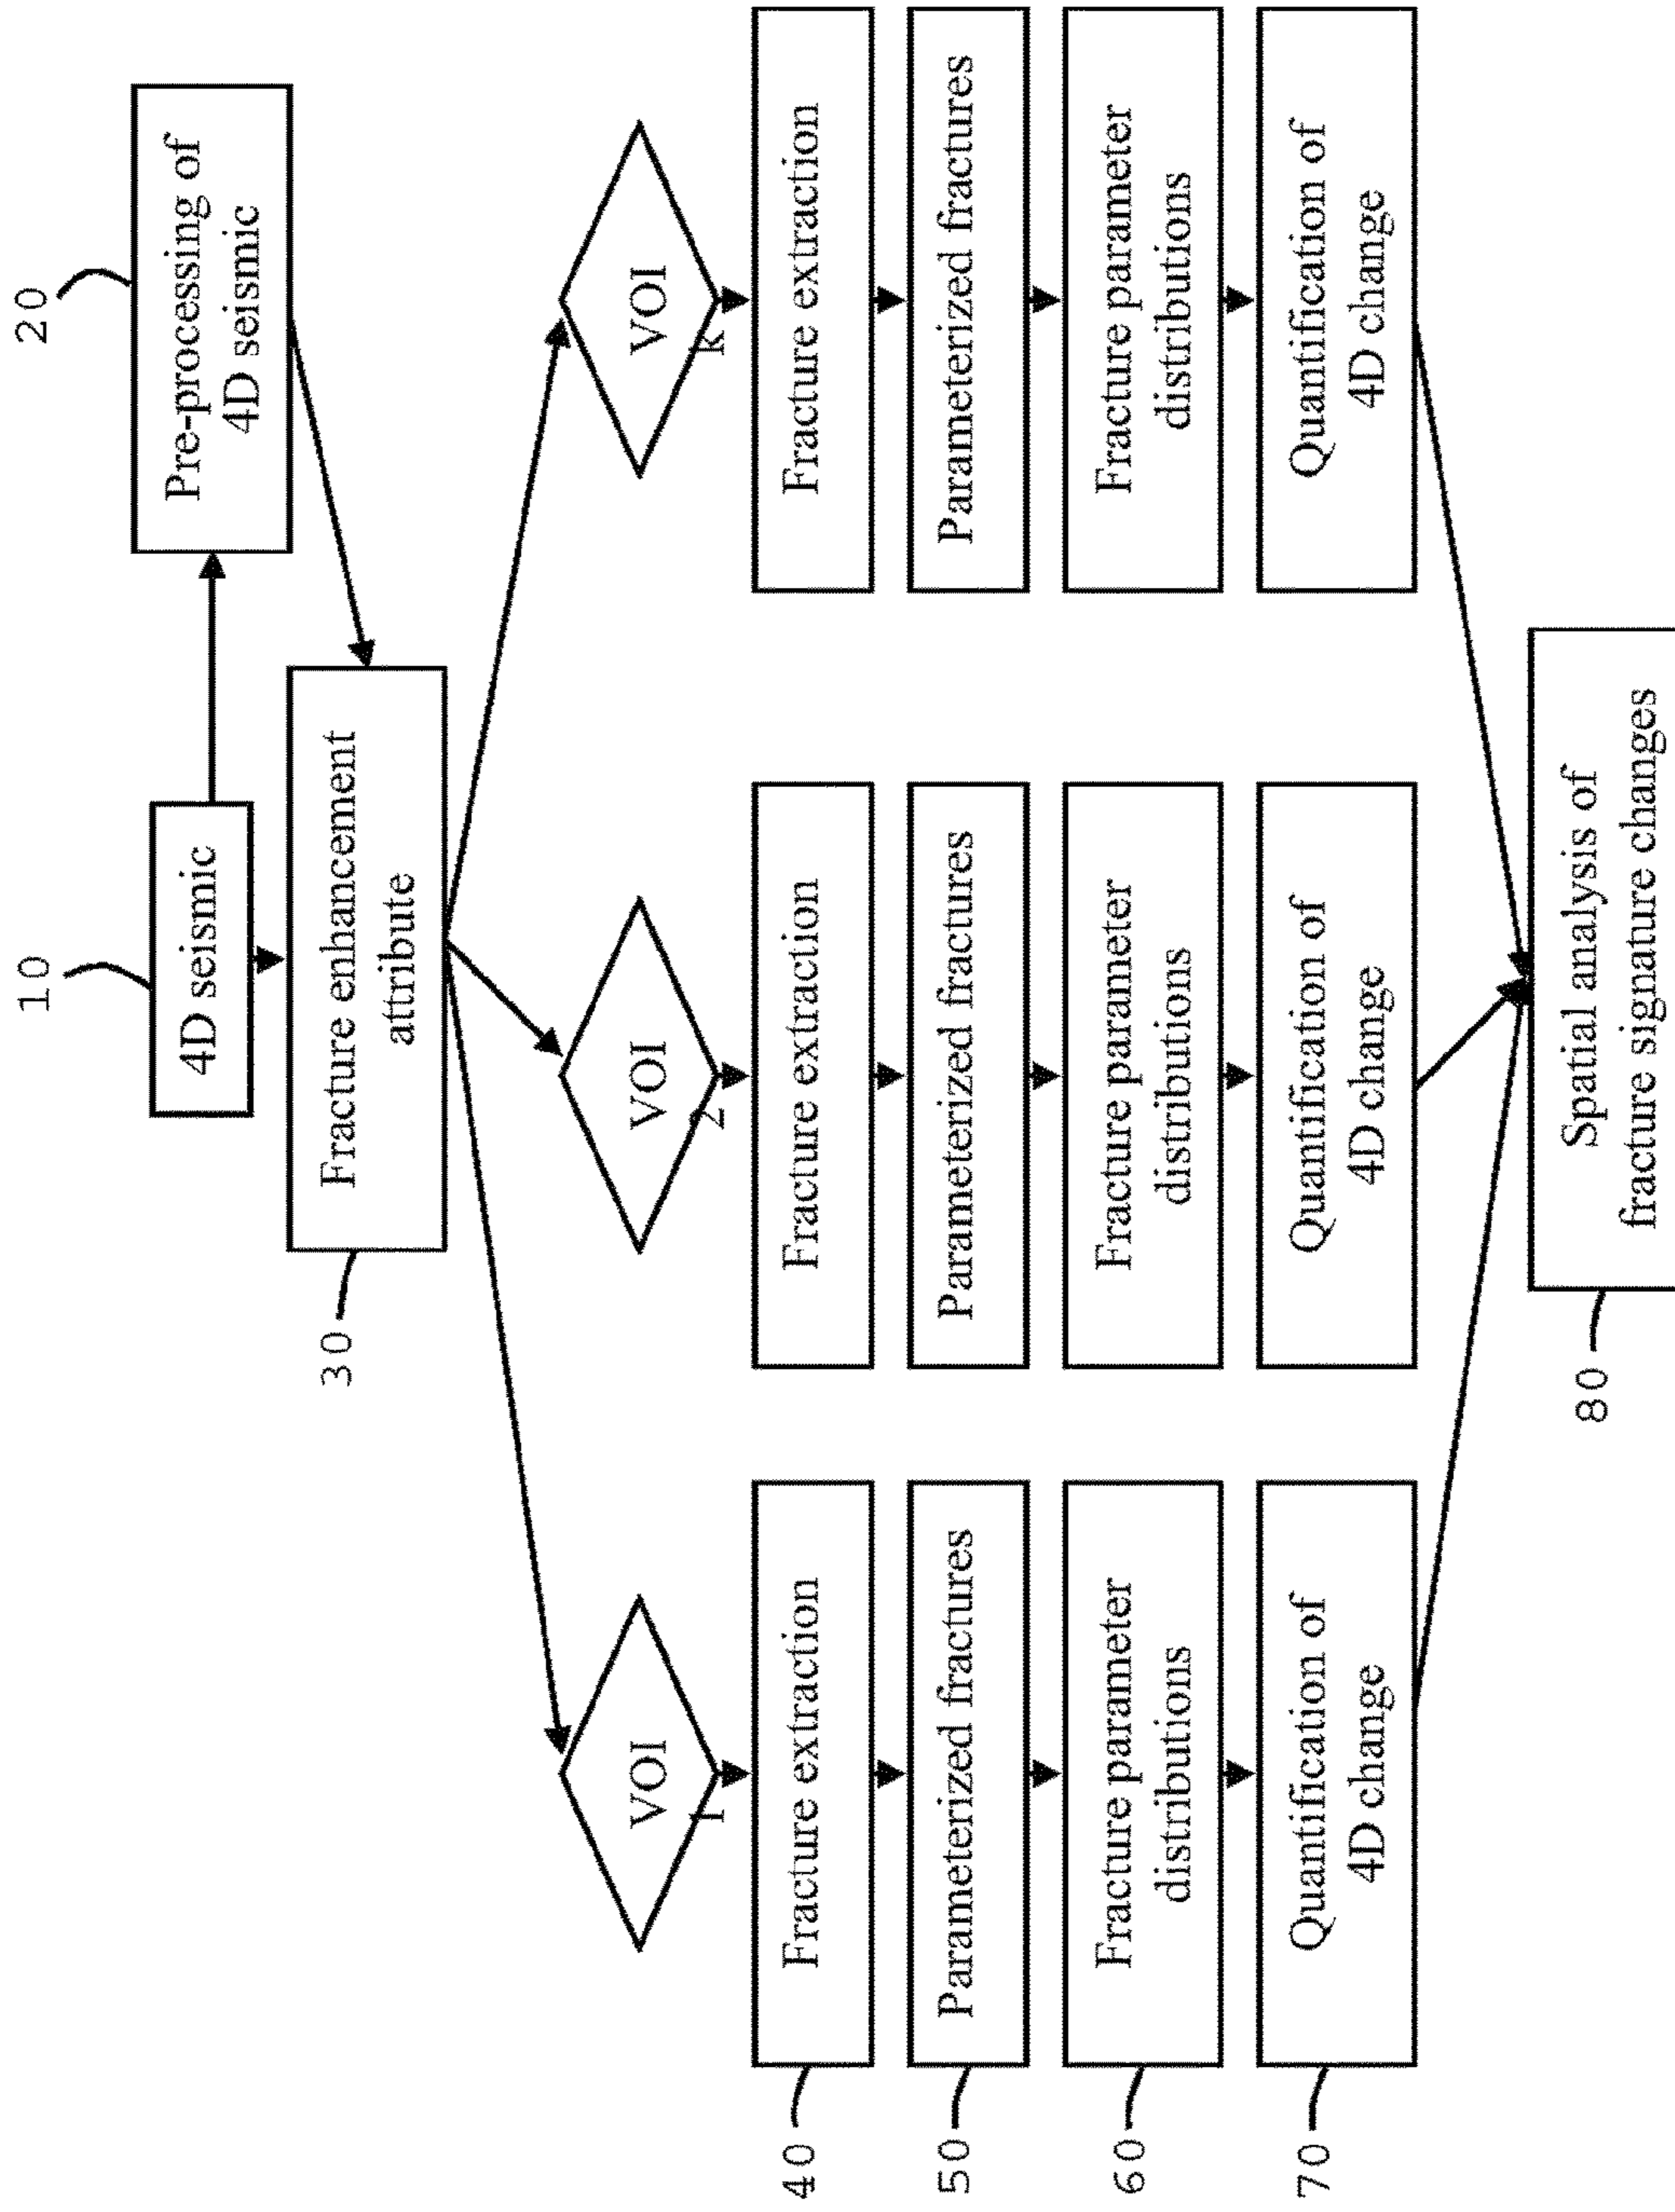 10
20
4D seismic
Pre-processing of
4D seismic
30
Fracture enhancement
attribute
VOI
1
VOI
2
VOI
k
40
Fracture extraction
Fracture extraction
Fracture extraction
50
Parameterized fractures
Parameterized fractures
Parameterized fractures
60
Fracture parameter
distributions
Fracture parameter
distributions
Fracture parameter
distributions
70
Quantification of
4D change
Quantification of
4D change
Quantification of
4D change
80
Spatial analysis of
fracture signature changes